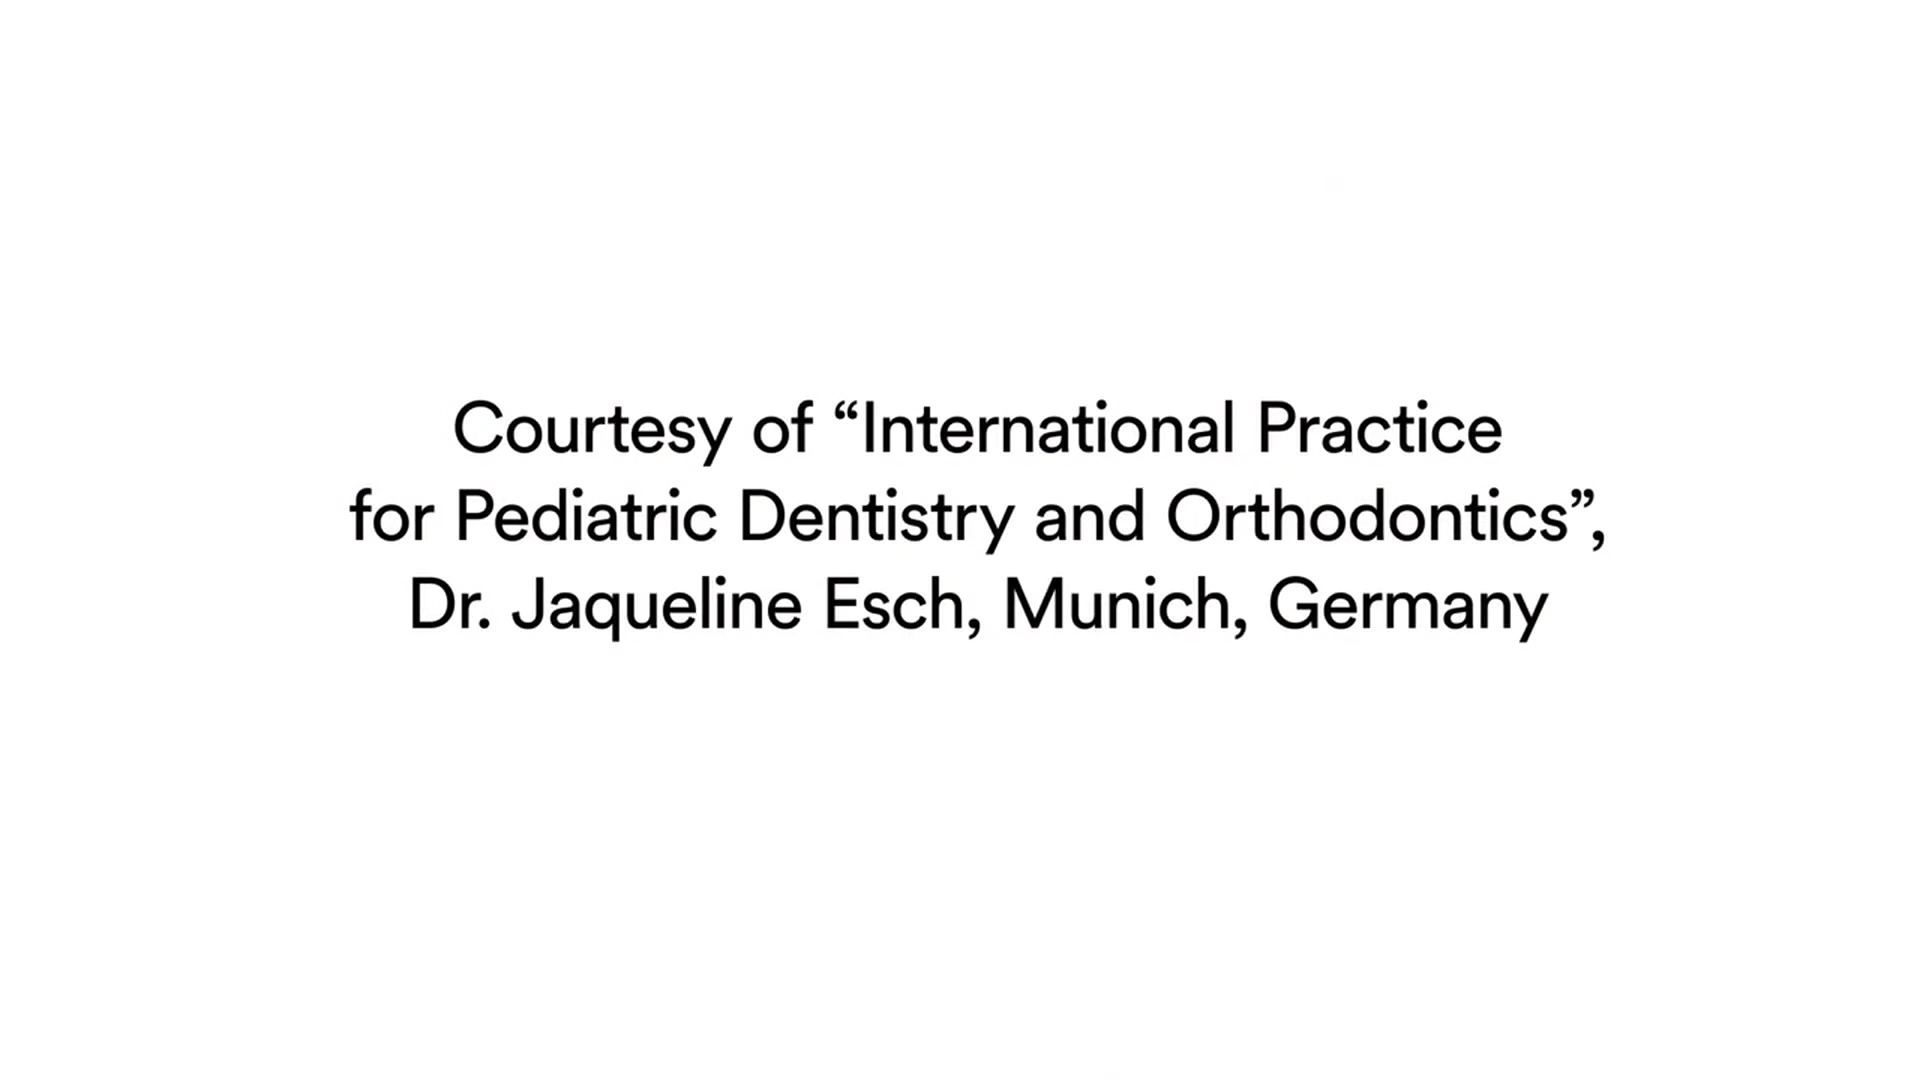 Courtesy of “International Practice
for Pediatric Dentistry and Orthodontics”,
Dr. Jaqueline Esch, Munich, Germany